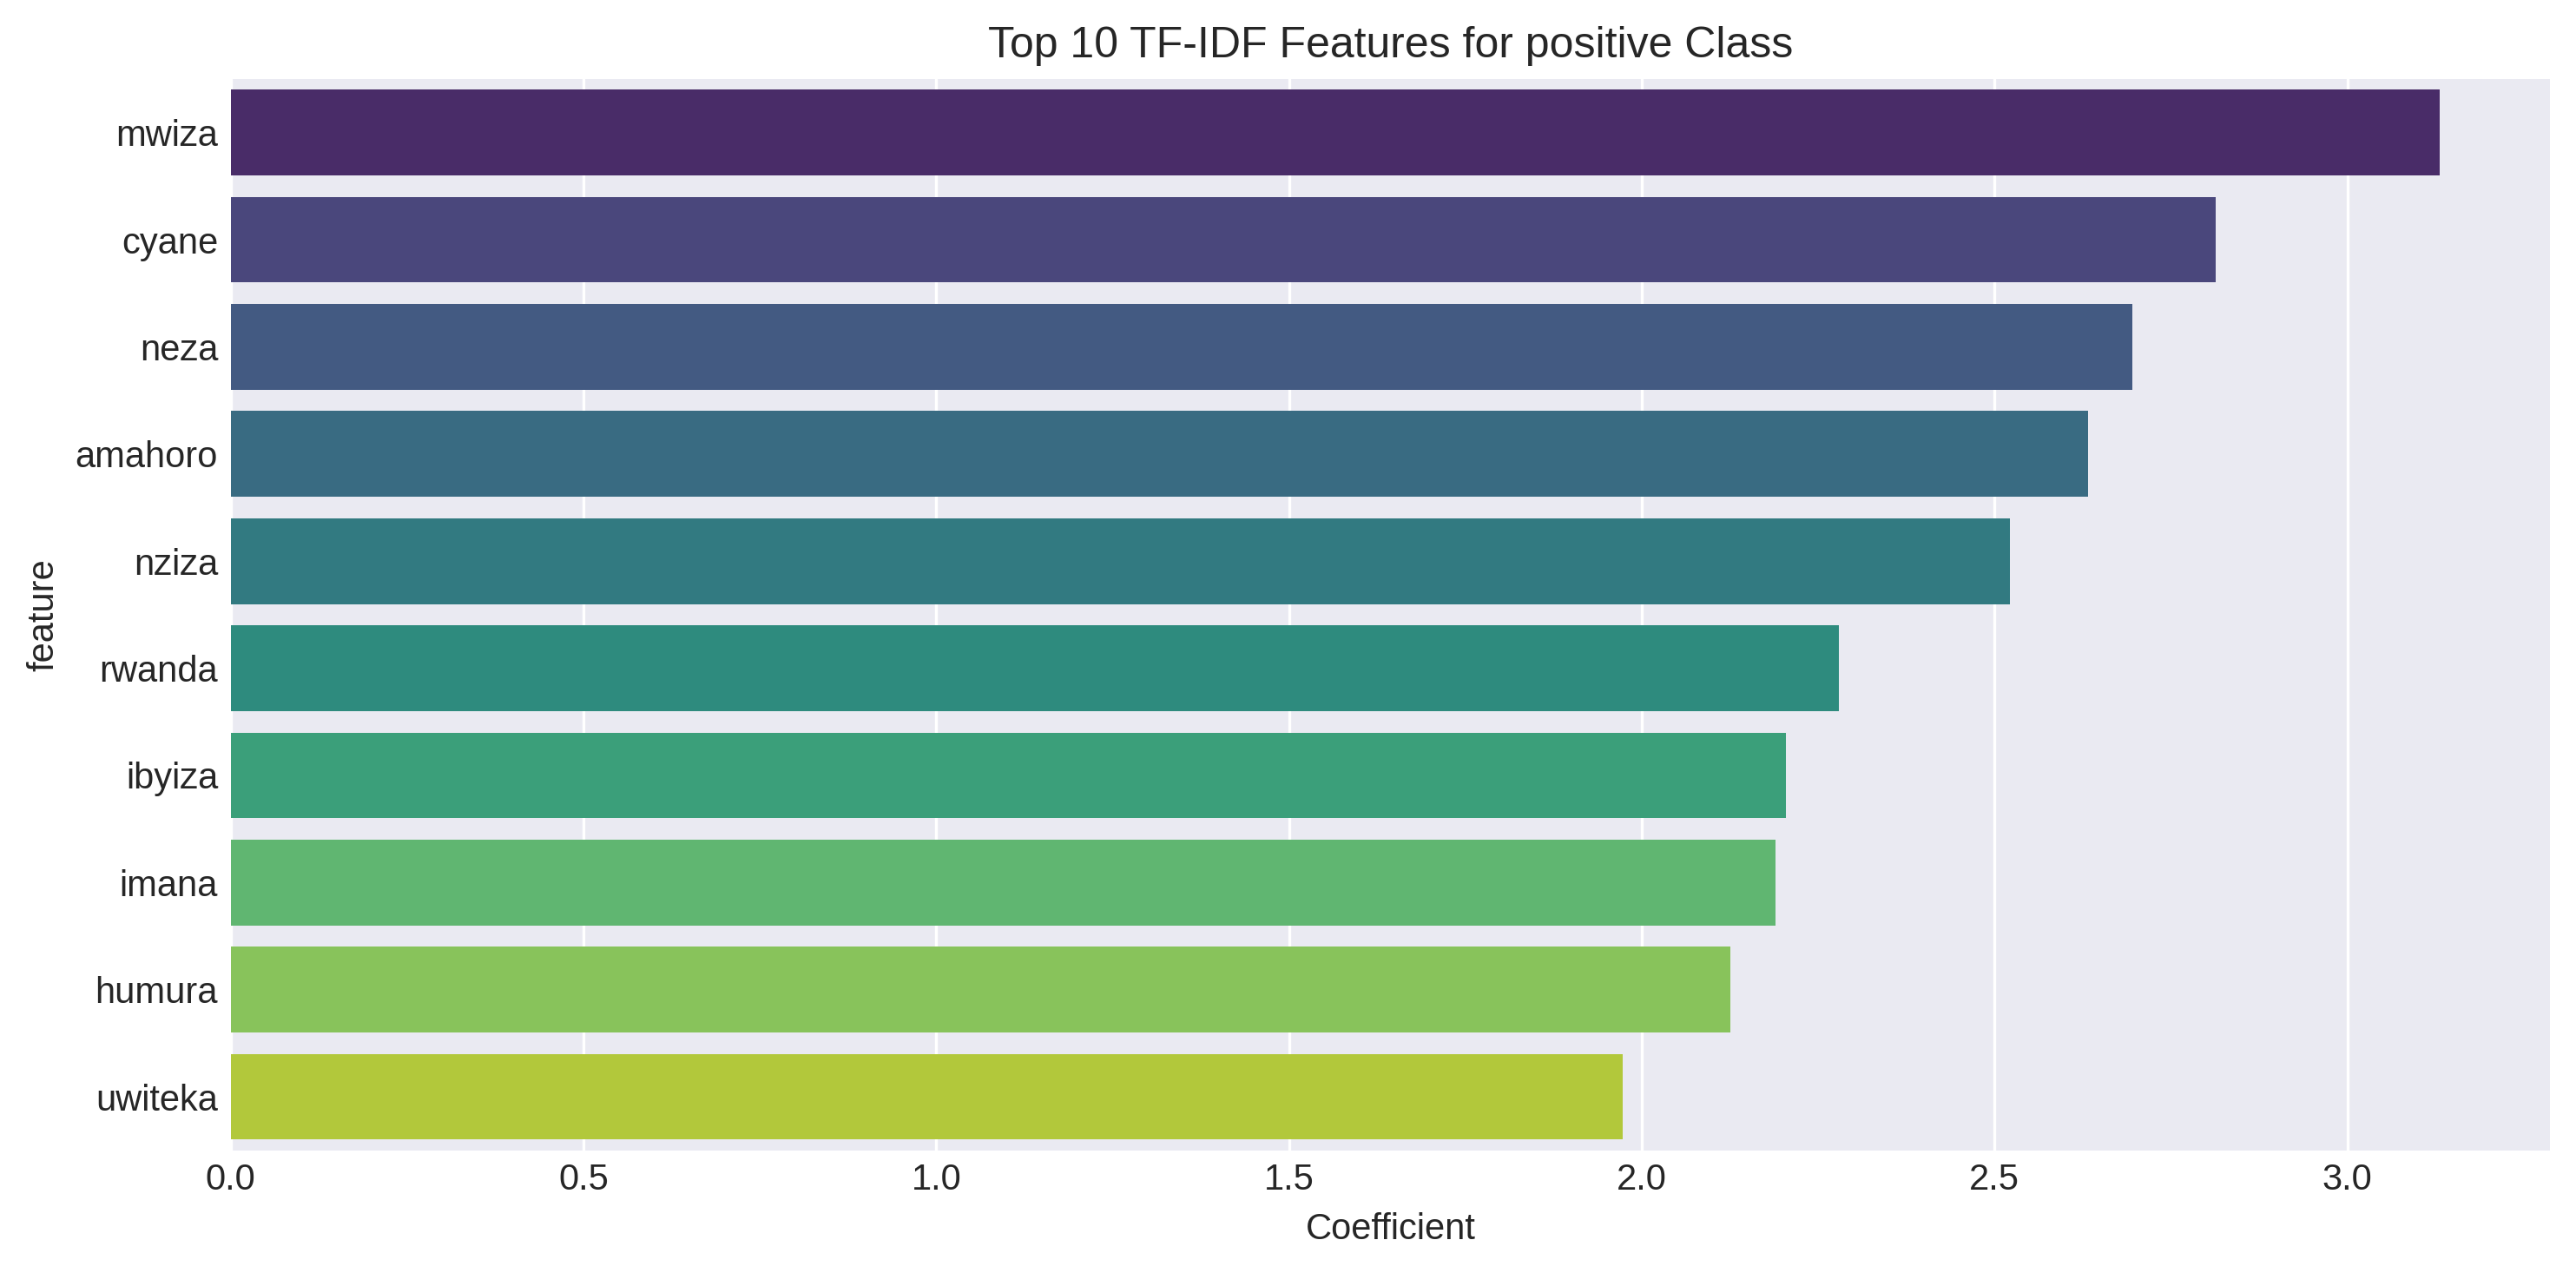 Top 10 TF-IDF Features for positive Class
mwiza
cyane
neza
amahoro
nziza
rwanda
ibyiza
imana
humura
uwiteka
feature
0.0 0.5 1.0 1.5 2.0 2.5 3.0
Coefficient